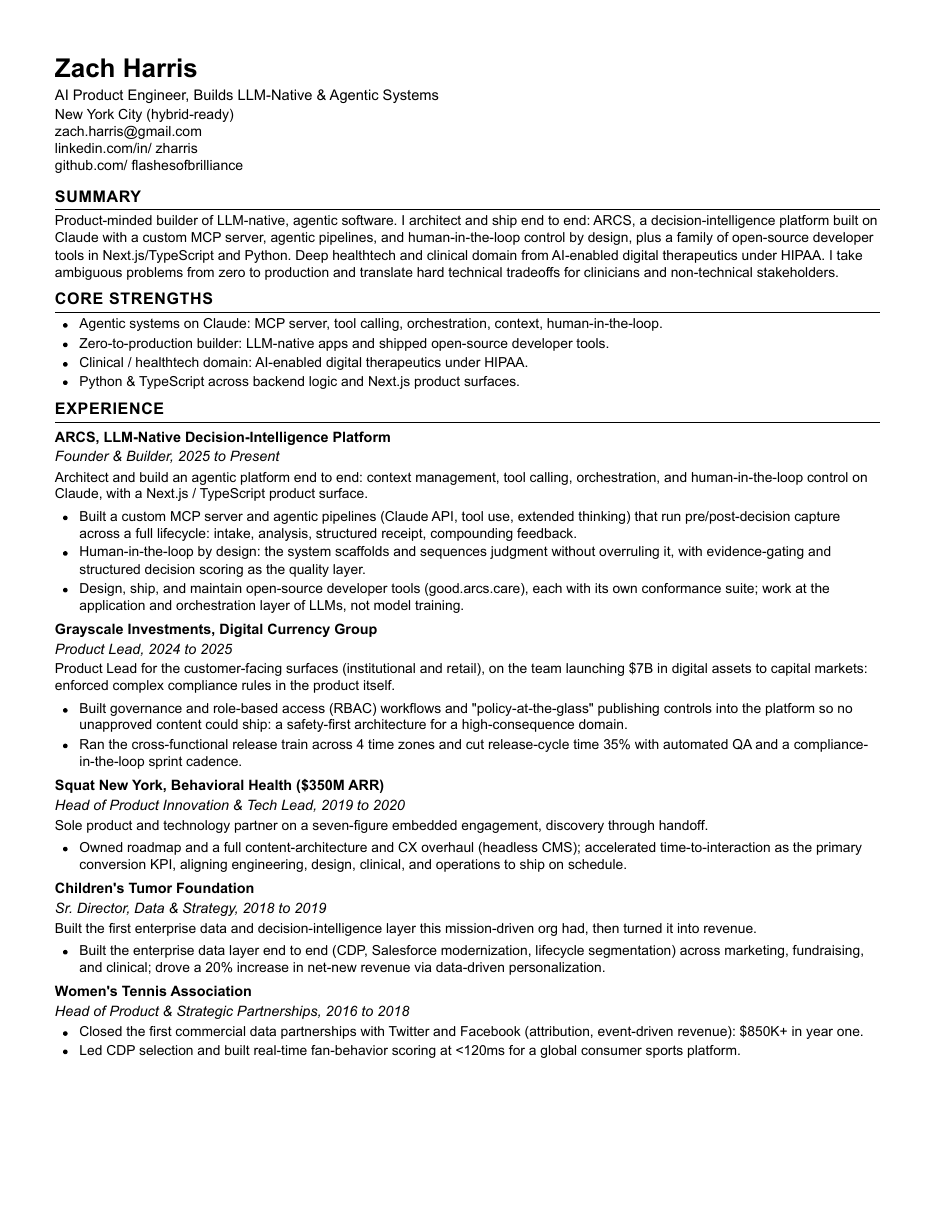 Zach Harris
AI Product Engineer, Builds LLM-Native & Agentic Systems
New York City (hybrid-ready)
zach.harris@gmail.com
linkedin.com/in/ zharris
github.com/ flashesofbrilliance
SUMMARY
Product-minded builder of LLM-native, agentic software. I architect and ship end to end: ARCS, a decision-intelligence platform built on
Claude with a custom MCP server, agentic pipelines, and human-in-the-loop control by design, plus a family of open-source developer
tools in Next.js/TypeScript and Python. Deep healthtech and clinical domain from AI-enabled digital therapeutics under HIPAA. I take
ambiguous problems from zero to production and translate hard technical tradeoffs for clinicians and non-technical stakeholders.
CORE STRENGTHS
• Agentic systems on Claude: MCP server, tool calling, orchestration, context, human-in-the-loop.
• Zero-to-production builder: LLM-native apps and shipped open-source developer tools.
• Clinical / healthtech domain: AI-enabled digital therapeutics under HIPAA.
• Python & TypeScript across backend logic and Next.js product surfaces.
EXPERIENCE
ARCS, LLM-Native Decision-Intelligence Platform
Founder & Builder, 2025 to Present
Architect and build an agentic platform end to end: context management, tool calling, orchestration, and human-in-the-loop control on
Claude, with a Next.js / TypeScript product surface.
• Built a custom MCP server and agentic pipelines (Claude API, tool use, extended thinking) that run pre/post-decision capture
across a full lifecycle: intake, analysis, structured receipt, compounding feedback.
• Human-in-the-loop by design: the system scaffolds and sequences judgment without overruling it, with evidence-gating and
structured decision scoring as the quality layer.
• Design, ship, and maintain open-source developer tools (good.arcs.care), each with its own conformance suite; work at the
application and orchestration layer of LLMs, not model training.
Grayscale Investments, Digital Currency Group
Product Lead, 2024 to 2025
Product Lead for the customer-facing surfaces (institutional and retail), on the team launching $7B in digital assets to capital markets:
enforced complex compliance rules in the product itself.
• Built governance and role-based access (RBAC) workflows and "policy-at-the-glass" publishing controls into the platform so no
unapproved content could ship: a safety-first architecture for a high-consequence domain.
• Ran the cross-functional release train across 4 time zones and cut release-cycle time 35% with automated QA and a compliance-
in-the-loop sprint cadence.
Squat New York, Behavioral Health ($350M ARR)
Head of Product Innovation & Tech Lead, 2019 to 2020
Sole product and technology partner on a seven-figure embedded engagement, discovery through handoff.
• Owned roadmap and a full content-architecture and CX overhaul (headless CMS); accelerated time-to-interaction as the primary
conversion KPI, aligning engineering, design, clinical, and operations to ship on schedule.
Children's Tumor Foundation
Sr. Director, Data & Strategy, 2018 to 2019
Built the first enterprise data and decision-intelligence layer this mission-driven org had, then turned it into revenue.
• Built the enterprise data layer end to end (CDP, Salesforce modernization, lifecycle segmentation) across marketing, fundraising,
and clinical; drove a 20% increase in net-new revenue via data-driven personalization.
Women's Tennis Association
Head of Product & Strategic Partnerships, 2016 to 2018
• Closed the first commercial data partnerships with Twitter and Facebook (attribution, event-driven revenue): $850K+ in year one.
• Led CDP selection and built real-time fan-behavior scoring at <120ms for a global consumer sports platform.